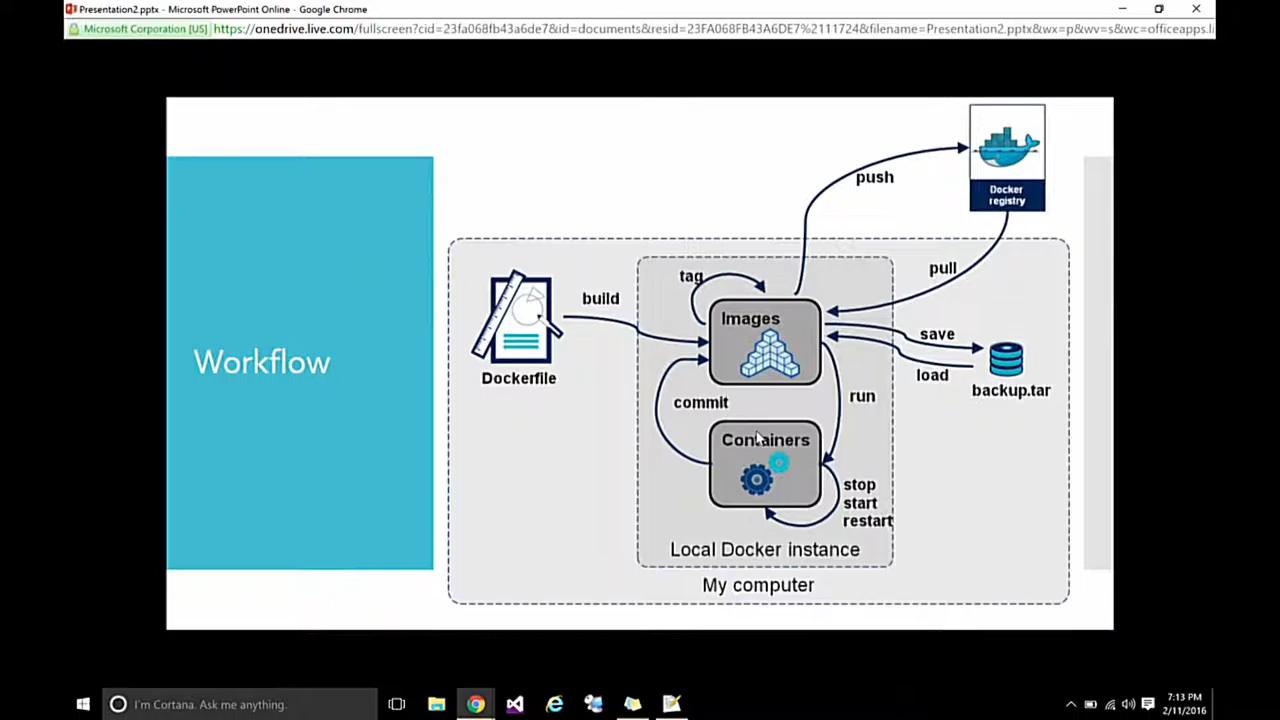 Presentation2.pptx - Microsoft PowerPoint Online - Google Chrome
Microsoft Corporation [US] https://onedrive.live.com/fullscreen?cid=23fa068fb43a6de7&id=documents&resid=23FA068FB43A6DE7%2111724&filename=Presentation2.pptx&wx=p&wv=s&wc=officeapps.li
Workflow
push
Docker
registry
pull
tag
build
Images
save
load
backup.tar
Dockerfile
commit
run
Containers
stop
start
restart
Local Docker instance
My computer
I'm Cortana. Ask me anything.
7:13 PM
2/11/2016